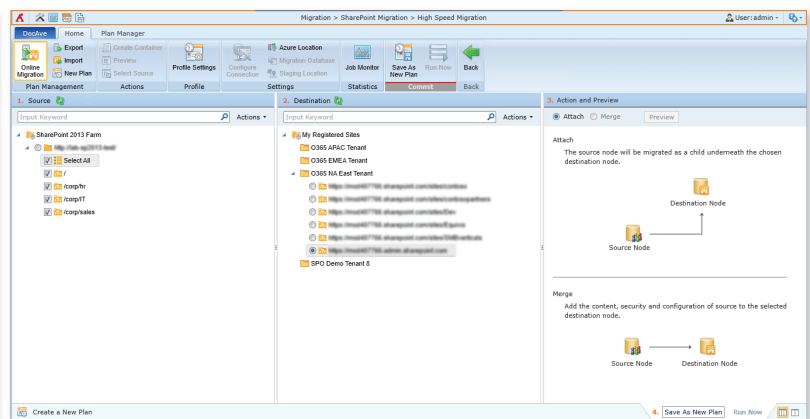 Migration > SharePoint Migration > High Speed Migration
User: admin
DocAve Home Plan Manager
Online Migration
Export
Import
New Plan
Plan Management
Create Container
Preview
Select Source
Actions
Profile Settings
Profile
Configure Connection
Azure Location
Migration Database
Staging Location
Settings
Job Monitor
Statistics
Save As New Plan
Run Now
Commit
Back
Back
1. Source
Input Keyword Actions
SharePoint 2013 Farm
Select All
/
/corp/hr
/corp/IT
/corp/sales
2. Destination
Input Keyword Actions
My Registered Sites
O365 APAC Tenant
O365 EMEA Tenant
O365 NA East Tenant
SPO Demo Tenant 8
3. Action and Preview
Attach Merge Preview
Attach
The source node will be migrated as a child underneath the chosen
destination node.
Destination Node
Source Node
Merge
Add the content, security and configuration of source to the selected
destination node.
Source Node Destination Node
Create a New Plan
4. Save As New Plan Run Now